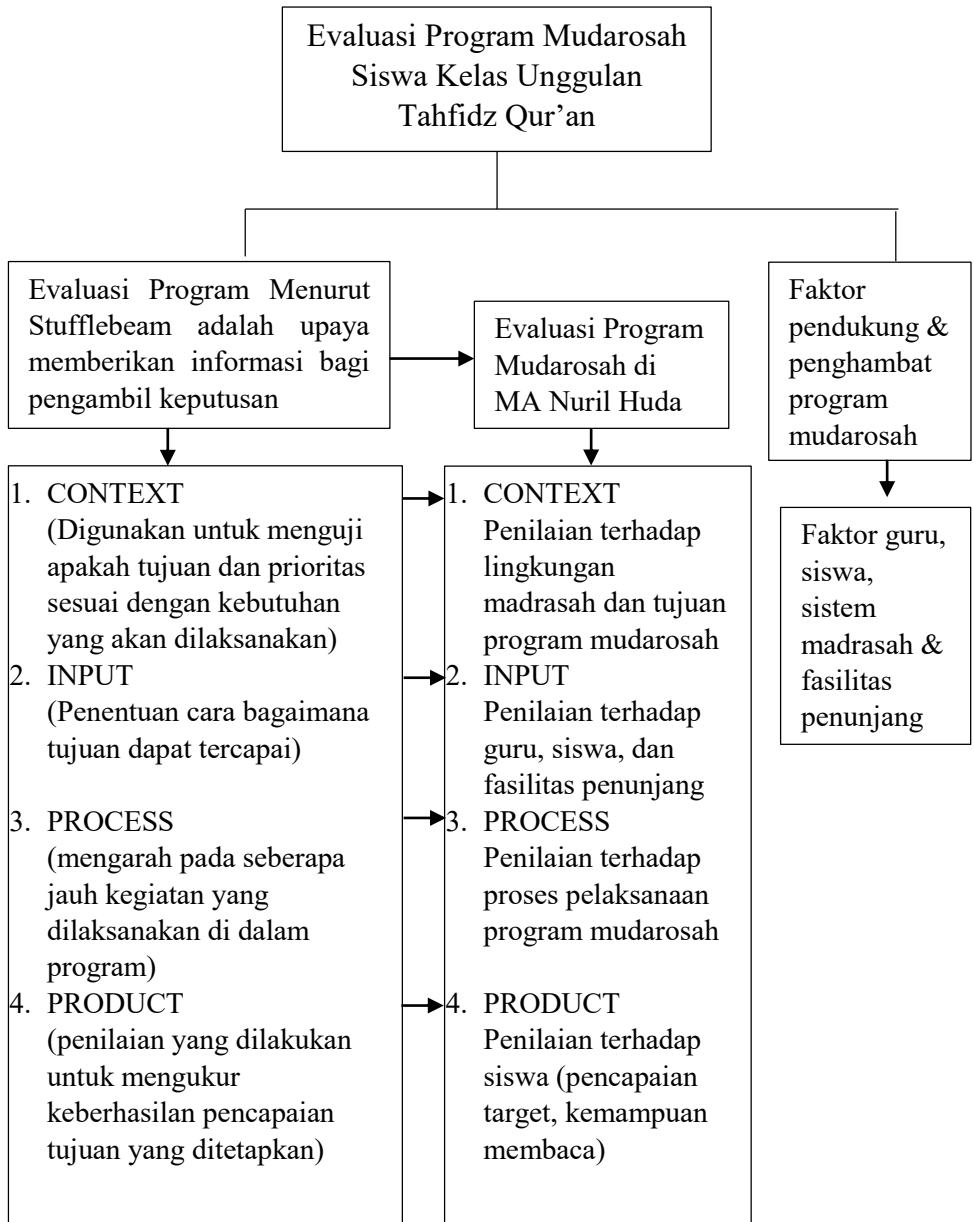 Evaluasi Program Mudarosah
Siswa Kelas Unggulan
Tahfidz Qur’an
Evaluasi Program Menurut
Stufflebeam adalah upaya
memberikan informasi bagi
pengambil keputusan
Evaluasi Program
Mudarosah di
MA Nuril Huda
Faktor
pendukung &
penghambat
program
mudarosah
1. CONTEXT
(Digunakan untuk menguji
apakah tujuan dan prioritas
sesuai dengan kebutuhan
yang akan dilaksanakan)
2. INPUT
(Penentuan cara bagaimana
tujuan dapat tercapai)
3. PROCESS
(mengarah pada seberapa
jauh kegiatan yang
dilaksanakan di dalam
program)
4. PRODUCT
(penilaian yang dilakukan
untuk mengukur
keberhasilan pencapaian
tujuan yang ditetapkan)
1. CONTEXT
Penilaian terhadap
lingkungan
madrasah dan tujuan
program mudarosah
2. INPUT
Penilaian terhadap
guru, siswa, dan
fasilitas penunjang
3. PROCESS
Penilaian terhadap
proses pelaksanaan
program mudarosah
4. PRODUCT
Penilaian terhadap
siswa (pencapaian
target, kemampuan
membaca)
Faktor guru,
siswa,
sistem
madrasah &
fasilitas
penunjang